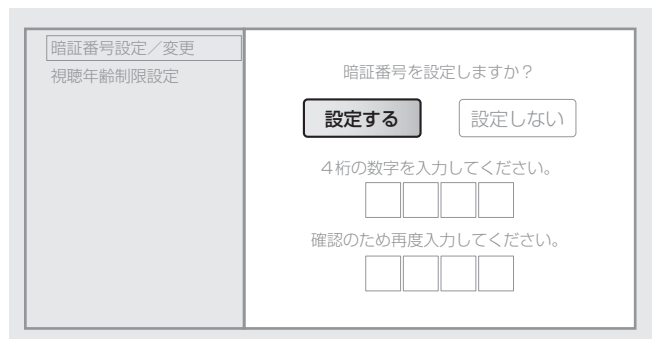 暗証番号設定／変更
視聴年齢制限設定
暗証番号を設定しますか？
設定する
設定しない
4桁の数字を入力してください。
確認のため再度入力してください。